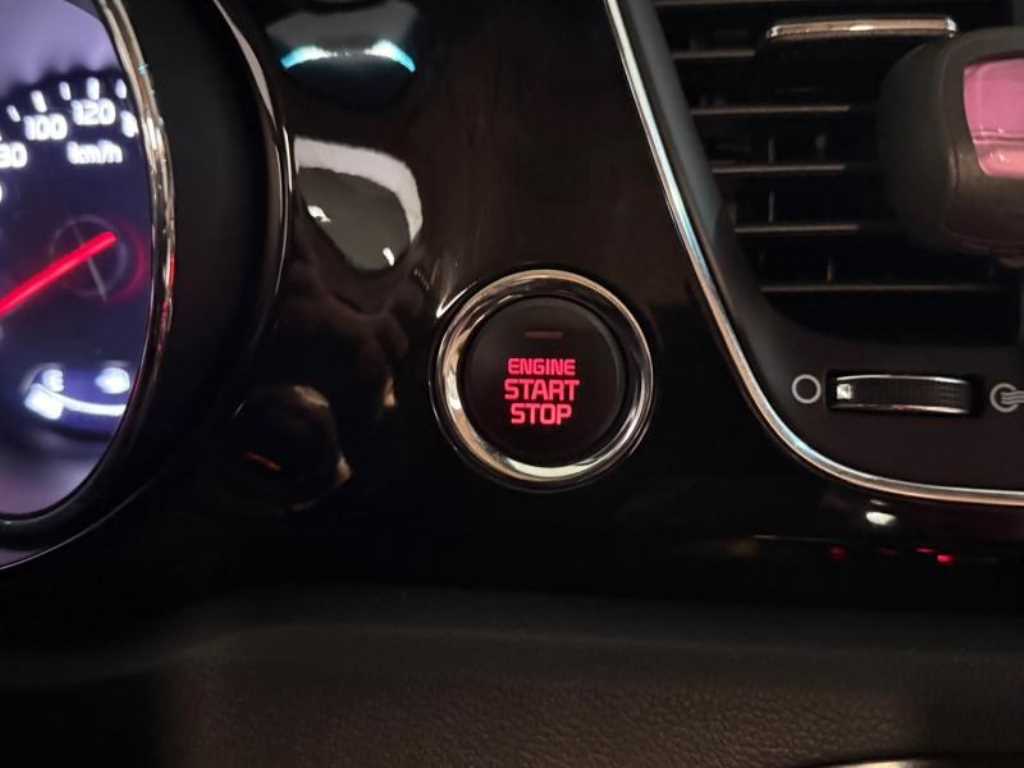 100
120
km/h
ENGINE
START
STOP